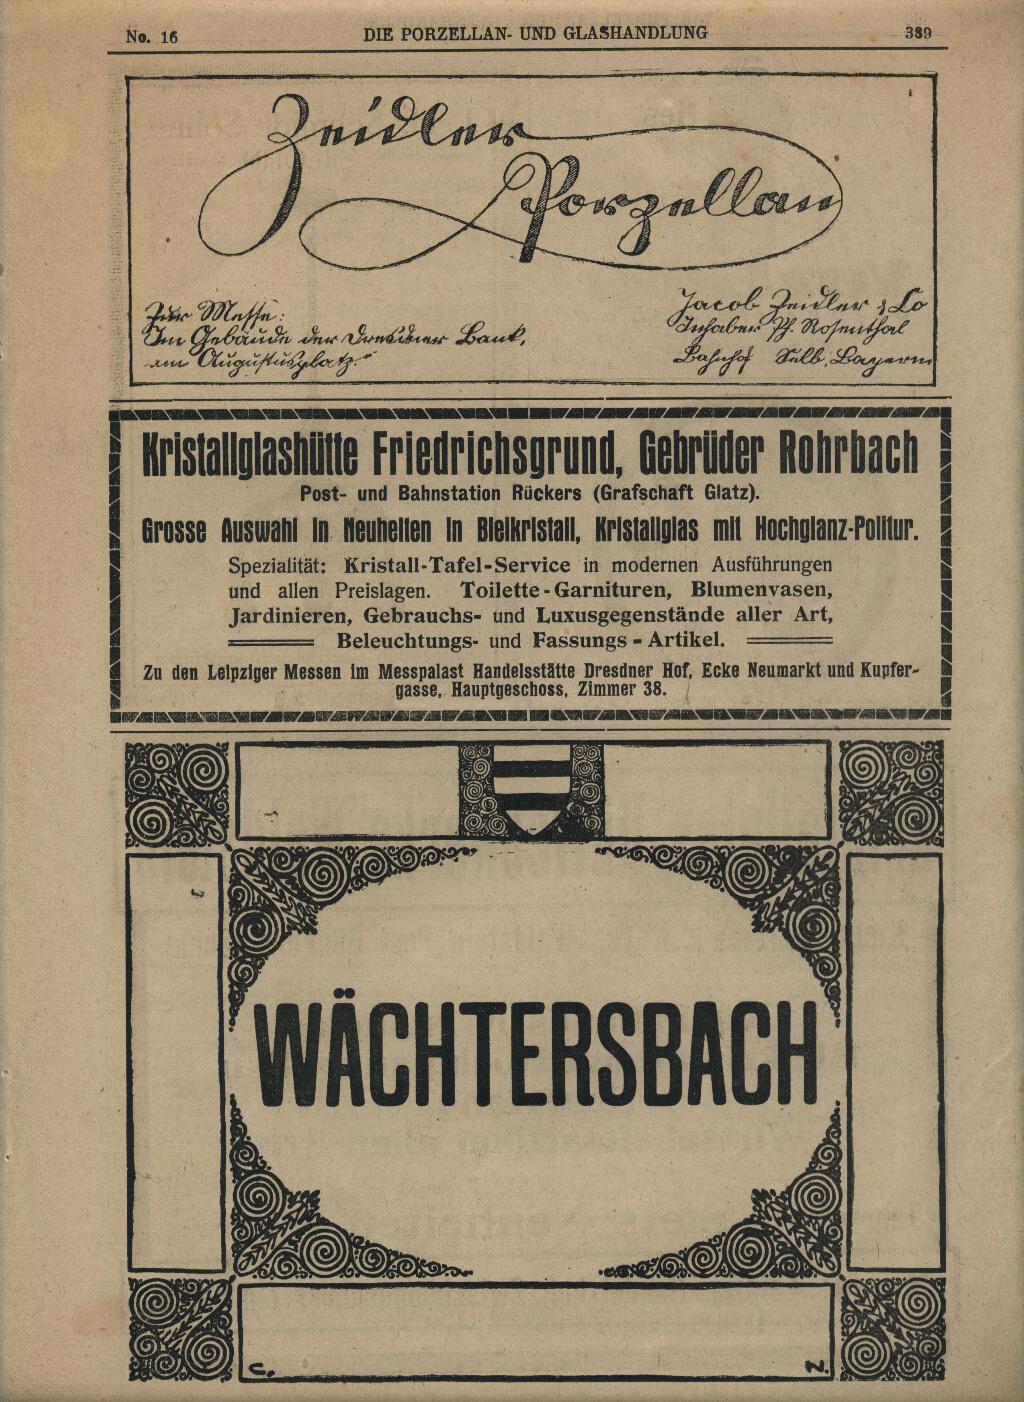 No. 16 DIE PORZELLAN- UND GLASHANDLUNG 389
Zeidler
Porzellan
Zur Messe:
Im Gebäude der Dresdner Bank,
am Augustusplatz.
Jacob Zeidler & Co
Inhaber Ph. Rosenthal
Bahnhof Selb, Bayern
Kristallglashütte Friedrichsgrund, Gebrüder Rohrbach
Post- und Bahnstation Rückers (Grafschaft Glatz).
Grosse Auswahl in Neuheiten in Bleikristall, Kristallglas mit Hochglanz-Politur.
Spezialität: Kristall-Tafel-Service in modernen Ausführungen
und allen Preislagen. Toilette-Garnituren, Blumenvasen,
Jardinieren, Gebrauchs- und Luxusgegenstände aller Art,
Beleuchtungs- und Fassungs-Artikel.
Zu den Leipziger Messen im Messpalast Handelsstätte Dresdner Hof, Ecke Neumarkt und Kupfer-
gasse, Hauptgeschoss, Zimmer 38.
WÄCHTERSBACH
C. N.